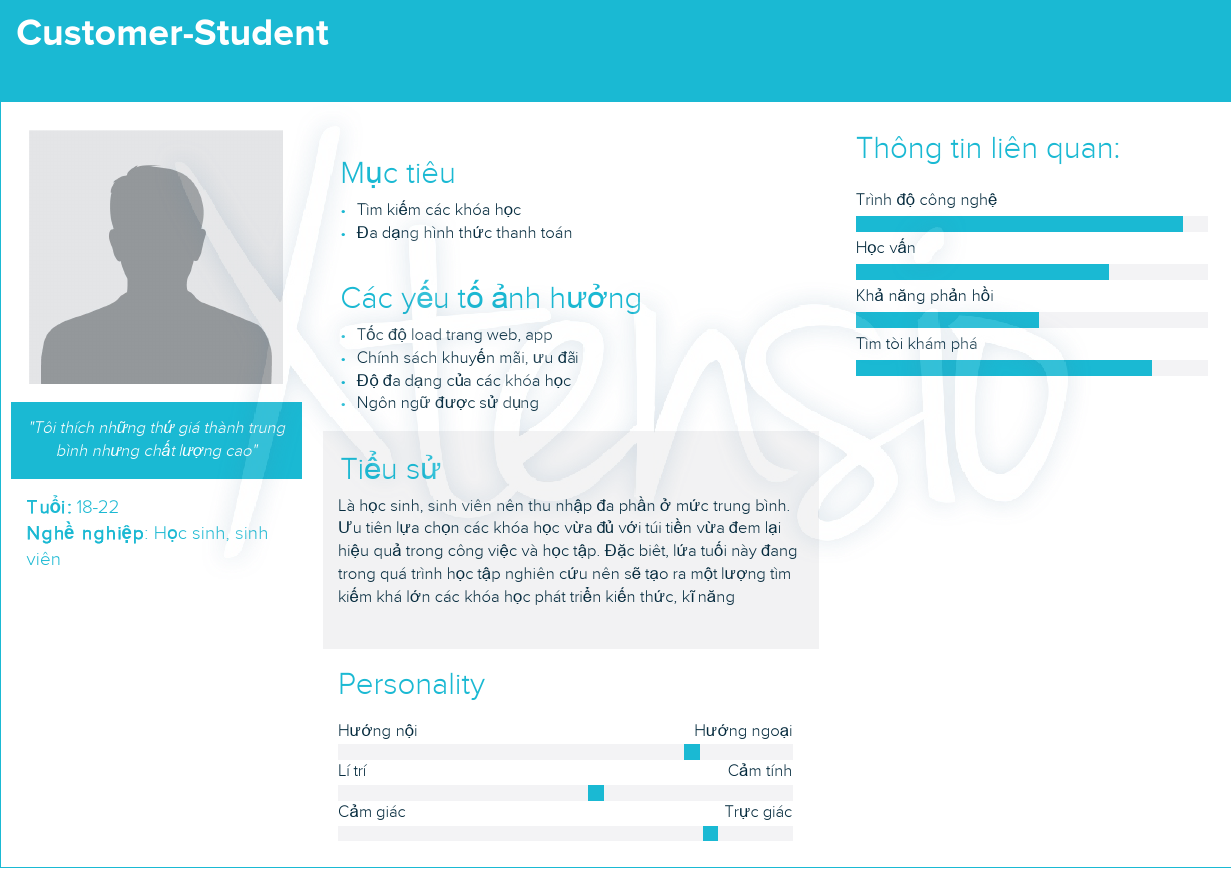 Customer-Student
"Tôi thích những thứ giá thành trung
bình nhưng chất lượng cao"
Tuổi: 18-22
Nghề nghiệp: Học sinh, sinh
viên
Mục tiêu
• Tìm kiếm các khóa học
• Đa dạng hình thức thanh toán
Các yếu tố ảnh hưởng
• Tốc độ load trang web, app
• Chính sách khuyến mãi, ưu đãi
• Độ đa dạng của các khóa học
• Ngôn ngữ được sử dụng
Tiểu sử
Là học sinh, sinh viên nên thu nhập đa phần ở mức trung bình.
Ưu tiên lựa chọn các khóa học vừa đủ với túi tiền vừa đem lại
hiệu quả trong công việc và học tập. Đặc biêt, lứa tuối này đang
trong quá trình học tập nghiên cứu nên sẽ tạo ra một lượng tìm
kiếm khá lớn các khóa học phát triển kiến thức, kĩ năng
Personality
Hướng nội Hướng ngoại
Lí trí Cảm tính
Cảm giác Trực giác
Thông tin liên quan:
Trình độ công nghệ
Học vấn
Khả năng phản hồi
Tìm tòi khám phá
Xtensio